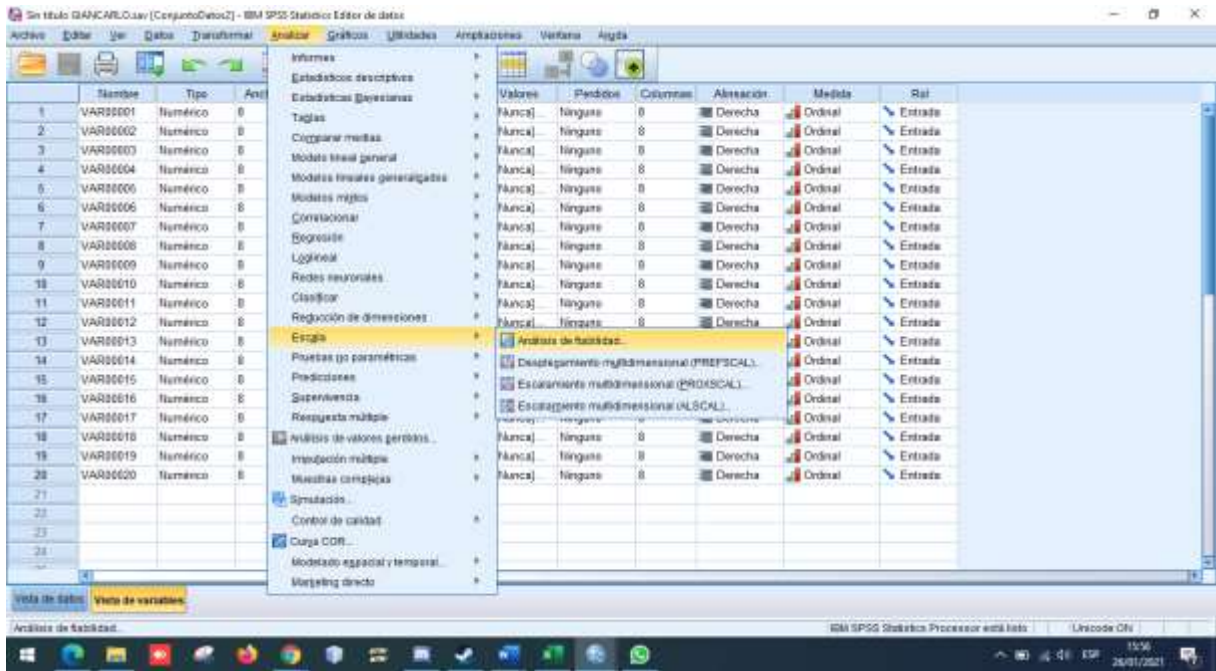 Sin título GIANCARLO.sav [ConjuntoDatos2] - IBM SPSS Statistics Editor de datos
Archivo Editar Ver Datos Transformar Analizar Gráficos Utilidades Ampliaciones Ventana Ayuda
Informes
Estadísticos descriptivos
Estadísticas Bayesianas
Tablas
Comparar medias
Modelo lineal general
Modelos lineales generalizados
Modelos mixtos
Correlacionar
Regresión
Loglineal
Redes neuronales
Clasificar
Reducción de dimensiones
Escala
Pruebas no paramétricas
Predicciones
Supervivencia
Respuesta múltiple
Análisis de valores perdidos...
Imputación múltiple
Muestras complejas
Simulación...
Control de calidad
Curva COR...
Modelado espacial y temporal...
Marketing directo
Análisis de fiabilidad...
Desplegamiento multidimensional (PREFSCAL)...
Escalamiento multidimensional (PROXSCAL)...
Escalamiento multidimensional (ALSCAL)...
Nombre Tipo Valores Perdidos Columnas Alineación Medida Rol
1 VAR00001 Numérico 8 Nunca]... Ninguno 8 Derecha Ordinal Entrada
2 VAR00002 Numérico 8 Nunca]... Ninguno 8 Derecha Ordinal Entrada
3 VAR00003 Numérico 8 Nunca]... Ninguno 8 Derecha Ordinal Entrada
4 VAR00004 Numérico 8 Nunca]... Ninguno 8 Derecha Ordinal Entrada
5 VAR00005 Numérico 8 Nunca]... Ninguno 8 Derecha Ordinal Entrada
6 VAR00006 Numérico 8 Nunca]... Ninguno 8 Derecha Ordinal Entrada
7 VAR00007 Numérico 8 Nunca]... Ninguno 8 Derecha Ordinal Entrada
8 VAR00008 Numérico 8 Nunca]... Ninguno 8 Derecha Ordinal Entrada
9 VAR00009 Numérico 8 Nunca]... Ninguno 8 Derecha Ordinal Entrada
10 VAR00010 Numérico 8 Nunca]... Ninguno 8 Derecha Ordinal Entrada
11 VAR00011 Numérico 8 Nunca]... Ninguno 8 Derecha Ordinal Entrada
12 VAR00012 Numérico 8 Nunca]... Ninguno 8 Derecha Ordinal Entrada
13 VAR00013 Numérico 8 Ordinal Entrada
14 VAR00014 Numérico 8 Ordinal Entrada
15 VAR00015 Numérico 8 Ordinal Entrada
16 VAR00016 Numérico 8 Ordinal Entrada
17 VAR00017 Numérico 8 Ordinal Entrada
18 VAR00018 Numérico 8 Nunca]... Ninguno 8 Derecha Ordinal Entrada
19 VAR00019 Numérico 8 Nunca]... Ninguno 8 Derecha Ordinal Entrada
20 VAR00020 Numérico 8 Nunca]... Ninguno 8 Derecha Ordinal Entrada
21
22
23
24
Vista de datos Vista de variables
Análisis de fiabilidad... IBM SPSS Statistics Processor está listo Unicode:ON
ESP 15:56
26/01/2021